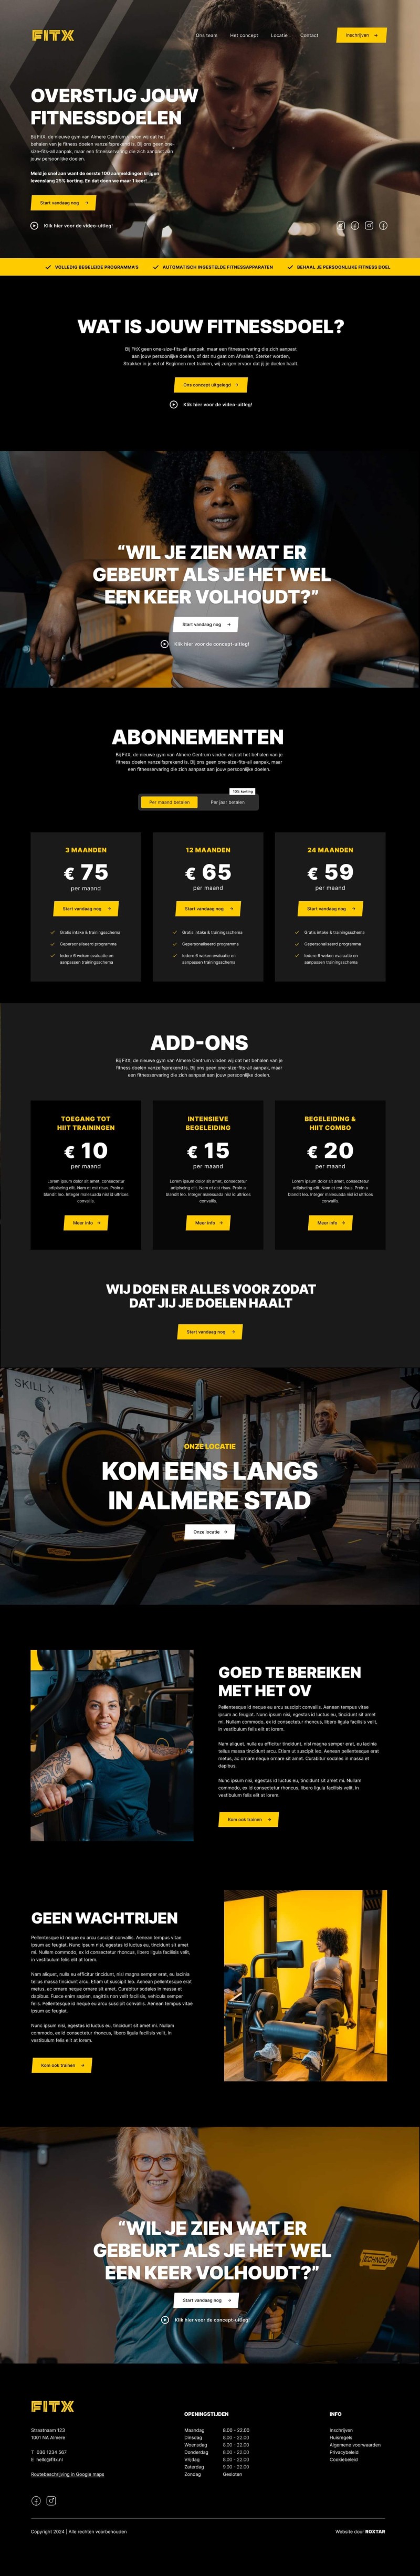 FITX
Ons team Het concept Locatie Contact Inschrijven
OVERSTIJG JOUW
FITNESSDOELEN
Bij FitX, de nieuwe gym van Almere Centrum vinden wij dat het
behalen van je fitness doelen vanzelfsprekend is. Bij ons geen one-
size-fits-all aanpak, maar een fitnesservaring die zich aanpast aan
jouw persoonlijke doelen.
Meld je snel aan want de eerste 100 aanmeldingen krijgen
levenslang 25% korting. En dat doen we maar 1 keer!
Start vandaag nog
Klik hier voor de video-uitleg!
VOLLEDIG BEGELEIDE PROGRAMMA'S AUTOMATISCH INGESTELDE FITNESSAPPARATEN BEHAAL JE PERSOONLIJKE FITNESS DOEL
WAT IS JOUW FITNESSDOEL?
Bij FitX geen one-size-fits-all aanpak, maar een fitnesservaring die zich aanpast
aan jouw persoonlijke doelen, of dat nu gaat om Afvallen, Sterker worden,
Strakker in je vel of Beginnen met trainen, wij zorgen ervoor dat jij je doelen haalt.
Ons concept uitgelegd
Klik hier voor de video-uitleg!
“WIL JE ZIEN WAT ER
GEBEURT ALS JE HET WEL
EEN KEER VOLHOUDT?”
Start vandaag nog
Klik hier voor de concept-uitleg!
ABONNEMENTEN
Bij FitX, de nieuwe gym van Almere Centrum vinden wij dat het behalen van je
fitness doelen vanzelfsprekend is. Bij ons geen one-size-fits-all aanpak, maar
een fitnesservaring die zich aanpast aan jouw persoonlijke doelen.
10% korting
Per maand betalen Per jaar betalen
3 MAANDEN
€ 75
per maand
Start vandaag nog
Gratis intake & trainingsschema
Gepersonaliseerd programma
Iedere 6 weken evaluatie en
aanpassen trainingsschema
12 MAANDEN
€ 65
per maand
Start vandaag nog
Gratis intake & trainingsschema
Gepersonaliseerd programma
Iedere 6 weken evaluatie en
aanpassen trainingsschema
24 MAANDEN
€ 59
per maand
Start vandaag nog
Gratis intake & trainingsschema
Gepersonaliseerd programma
Iedere 6 weken evaluatie en
aanpassen trainingsschema
ADD-ONS
Bij FitX, de nieuwe gym van Almere Centrum vinden wij dat het behalen van je
fitness doelen vanzelfsprekend is. Bij ons geen one-size-fits-all aanpak, maar
een fitnesservaring die zich aanpast aan jouw persoonlijke doelen.
TOEGANG TOT
HIIT TRAININGEN
€ 10
per maand
Lorem ipsum dolor sit amet, consectetur
adipiscing elit. Nam et est risus. Proin a
blandit leo. Integer malesuada nisi id ultrices
convallis.
Meer info
INTENSIEVE
BEGELEIDING
€ 15
per maand
Lorem ipsum dolor sit amet, consectetur
adipiscing elit. Nam et est risus. Proin a
blandit leo. Integer malesuada nisi id ultrices
convallis.
Meer info
BEGELEIDING &
HIIT COMBO
€ 20
per maand
Lorem ipsum dolor sit amet, consectetur
adipiscing elit. Nam et est risus. Proin a
blandit leo. Integer malesuada nisi id ultrices
convallis.
Meer info
WIJ DOEN ER ALLES VOOR ZODAT
DAT JIJ JE DOELEN HAALT
Start vandaag nog
SKILL X
ONZE LOCATIE
KOM EENS LANGS
IN ALMERE STAD
Onze locatie
GOED TE BEREIKEN
MET HET OV
Pellentesque id neque eu arcu suscipit convallis. Aenean tempus vitae
ipsum ac feugiat. Nunc ipsum nisi, egestas id luctus eu, tincidunt sit amet
mi. Nullam commodo, ex id consectetur rhoncus, libero ligula facilisis velit,
in vestibulum felis elit at lorem.
Nam aliquet, nulla eu efficitur tincidunt, nisl magna semper erat, eu lacinia
tellus massa tincidunt arcu. Etiam ut suscipit leo. Aenean pellentesque erat
metus, ac ornare neque ornare sit amet. Curabitur sodales in massa et
dapibus.
Nunc ipsum nisi, egestas id luctus eu, tincidunt sit amet mi. Nullam
commodo, ex id consectetur rhoncus, libero ligula facilisis velit, in
vestibulum felis elit at lorem.
Kom ook trainen
GEEN WACHTRIJEN
Pellentesque id neque eu arcu suscipit convallis. Aenean tempus vitae
ipsum ac feugiat. Nunc ipsum nisi, egestas id luctus eu, tincidunt sit amet
mi. Nullam commodo, ex id consectetur rhoncus, libero ligula facilisis velit,
in vestibulum felis elit at lorem.
Nam aliquet, nulla eu efficitur tincidunt, nisl magna semper erat, eu lacinia
tellus massa tincidunt arcu. Etiam ut suscipit leo. Aenean pellentesque erat
metus, ac ornare neque ornare sit amet. Curabitur sodales in massa et
dapibus. Fusce enim sapien, sagittis non velit facilisis, vehicula semper
felis. Pellentesque id neque eu arcu suscipit convallis. Aenean tempus vitae
ipsum ac feugiat.
Nunc ipsum nisi, egestas id luctus eu, tincidunt sit amet mi. Nullam
commodo, ex id consectetur rhoncus, libero ligula facilisis velit, in
vestibulum felis elit at lorem.
Kom ook trainen
“WIL JE ZIEN WAT ER
GEBEURT ALS JE HET WEL
EEN KEER VOLHOUDT?”
TECHNOGYM
Start vandaag nog
Klik hier voor de concept-uitleg!
FITX
Straatnaam 123
1001 NA Almere
T 036 1234 567
E hello@fitx.nl
Routebeschrijving in Google maps
OPENINGSTIJDEN
Maandag 8.00 - 22.00
Dinsdag 8.00 - 22.00
Woensdag 8.00 - 22.00
Donderdag 8.00 - 22.00
Vrijdag 8.00 - 22.00
Zaterdag 9.00 - 22.00
Zondag Gesloten
INFO
Inschrijven
Huisregels
Algemene voorwaarden
Privacybeleid
Cookiebeleid
Copyright 2024 | Alle rechten voorbehouden
Website door ROXTAR